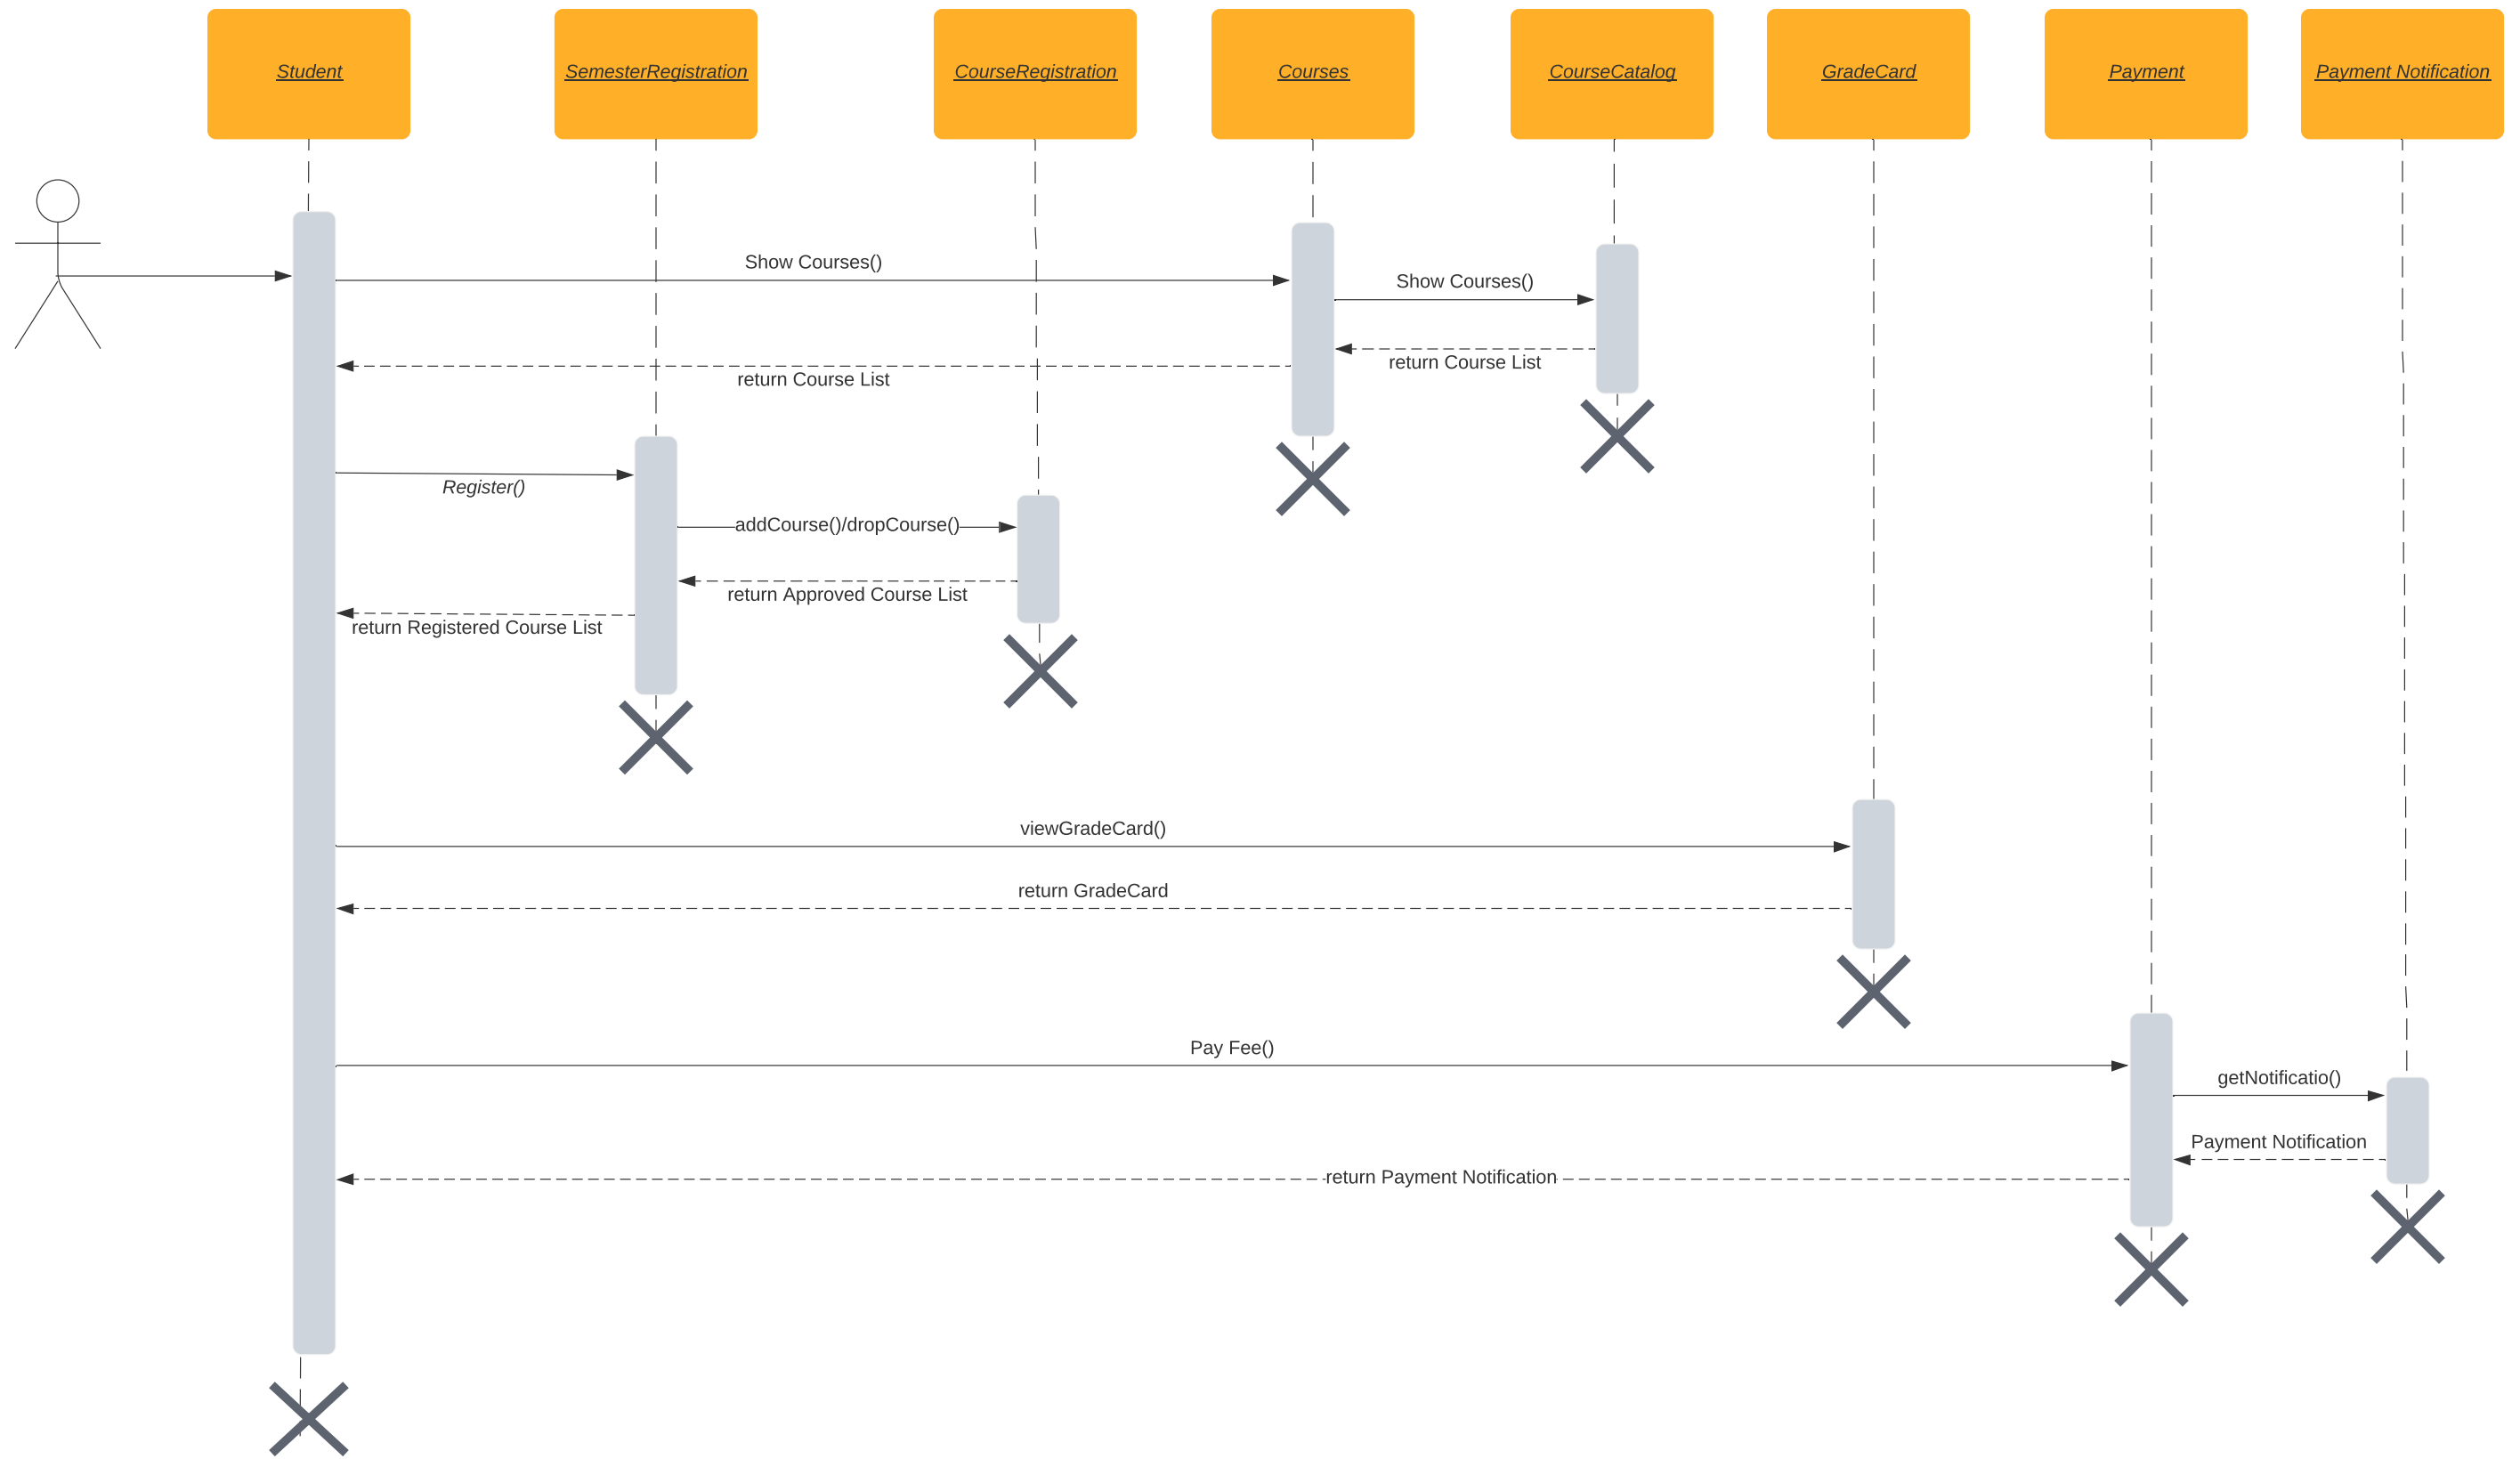 Student
SemesterRegistration
CourseRegistration
Courses
CourseCatalog
GradeCard
Payment
Payment Notification
Show Courses()
Show Courses()
return Course List
return Course List
Register()
addCourse()/dropCourse()
return Approved Course List
return Registered Course List
viewGradeCard()
return GradeCard
Pay Fee()
getNotificatio()
Payment Notification
return Payment Notification